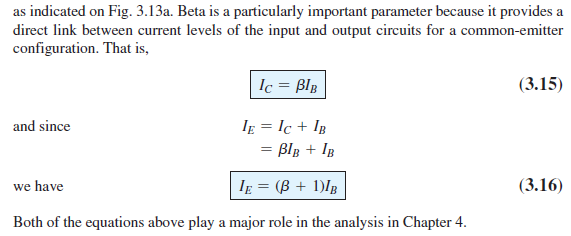 as indicated on Fig. 3.13a. Beta is a particularly important parameter because it provides a
direct link between current levels of the input and output circuits for a common-emitter
configuration. That is,
I_C = βI_B (3.15)
and since I_E = I_C + I_B
= βI_B + I_B
we have I_E = (β + 1)I_B (3.16)
Both of the equations above play a major role in the analysis in Chapter 4.